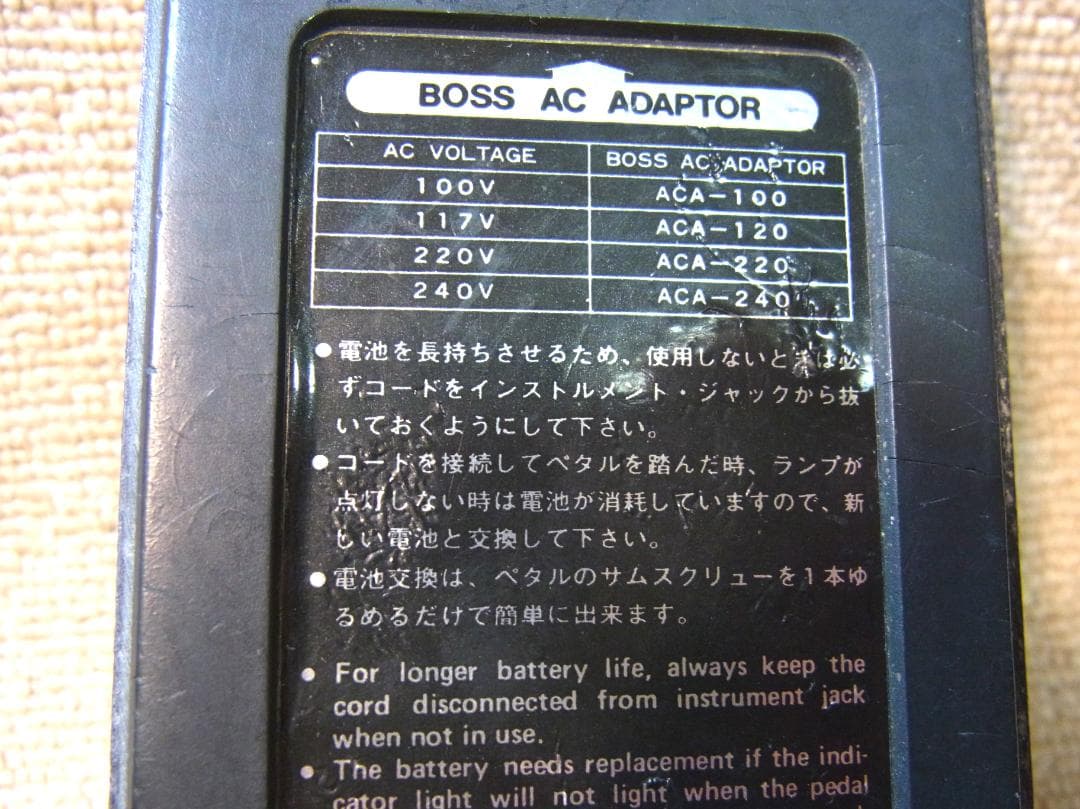 BOSS AC ADAPTOR
AC VOLTAGE BOSS AC ADAPTOR
100V ACA-100
117V ACA-120
220V ACA-220
240V ACA-240
●電池を長持ちさせるため、使用しないときは必
ずコードをインストルメント・ジャックから抜
いておくようにして下さい。
●コードを接続してペタルを踏んだ時、ランプが
点灯しない時は電池が消耗していますので、新
しい電池と交換して下さい。
●電池交換は、ペタルのサムスクリューを1本ゆ
るめるだけで簡単に出来ます。
● For longer battery life, always keep the
cord disconnected from instrument jack
when not in use.
● The battery needs replacement if the indi-
cator light will not light when the pedal